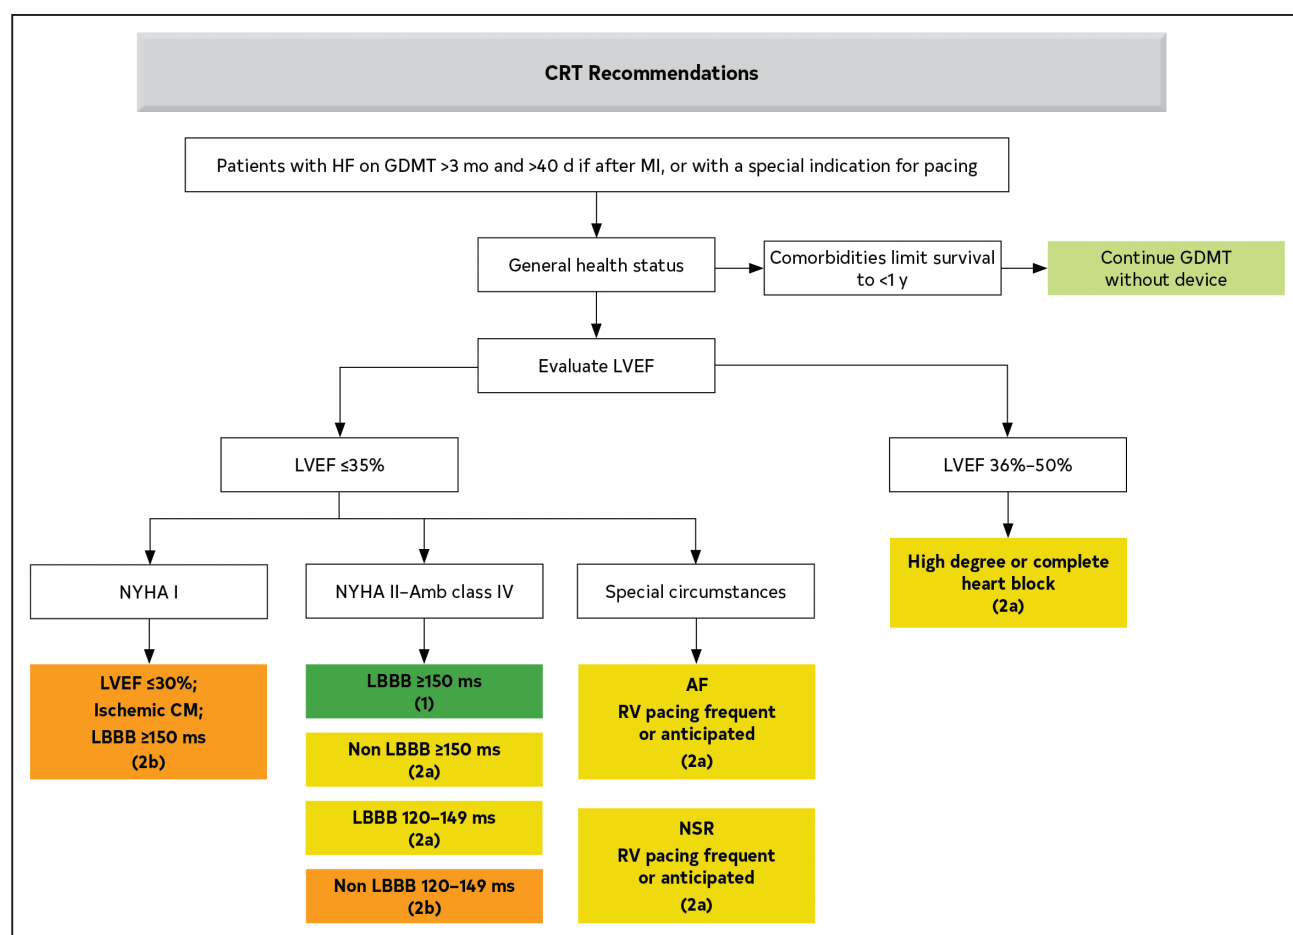 CRT Recommendations
Patients with HF on GDMT >3 mo and >40 d if after MI, or with a special indication for pacing
General health status
Comorbidities limit survival
to <1 y
Continue GDMT
without device
Evaluate LVEF
LVEF ≤35%
LVEF 36%–50%
High degree or complete
heart block
(2a)
NYHA I
NYHA II–Amb class IV
Special circumstances
LVEF ≤30%;
Ischemic CM;
LBBB ≥150 ms
(2b)
LBBB ≥150 ms
(1)
Non LBBB ≥150 ms
(2a)
LBBB 120–149 ms
(2a)
Non LBBB 120–149 ms
(2b)
AF
RV pacing frequent
or anticipated
(2a)
NSR
RV pacing frequent
or anticipated
(2a)